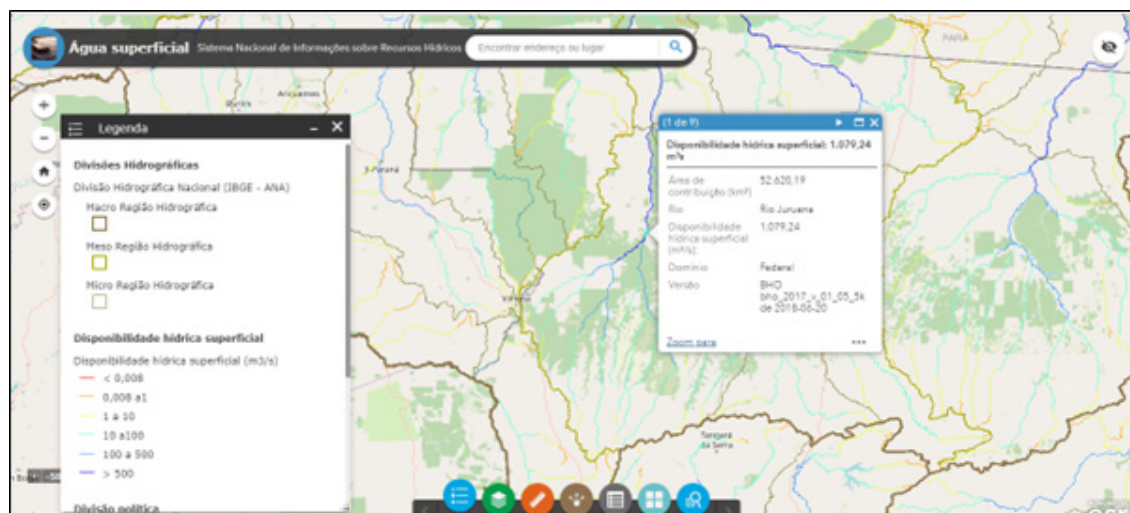 Água superficial Sistema Nacional de Informações sobre Recursos Hídricos
Encontrar endereço ou lugar
PARÁ
Ariquemes
Legenda
Divisões Hidrográficas
Divisão Hidrográfica Nacional (IBGE - ANA)
Macro Região Hidrográfica
Meso Região Hidrográfica
Micro Região Hidrográfica
Disponibilidade hídrica superficial
Disponibilidade hídrica superficial (m3/s)
< 0,008
0,008 a1
1 a 10
10 a100
100 a 500
> 500
Divisão política
Ji-Paraná
Vilhena
(1 de 9)
Disponibilidade hídrica superficial: 1.079,24
m³s
Área de
contribuição (km²)
52.620,19
Rio
Rio Juruena
Disponibilidade
hídrica superficial
(m³/s):
1.079,24
Domínio
Federal
Versão
BHO
bho_2017_v_01_05_5k
de 2018-06-20
Zoom para
Tangará
da Serra